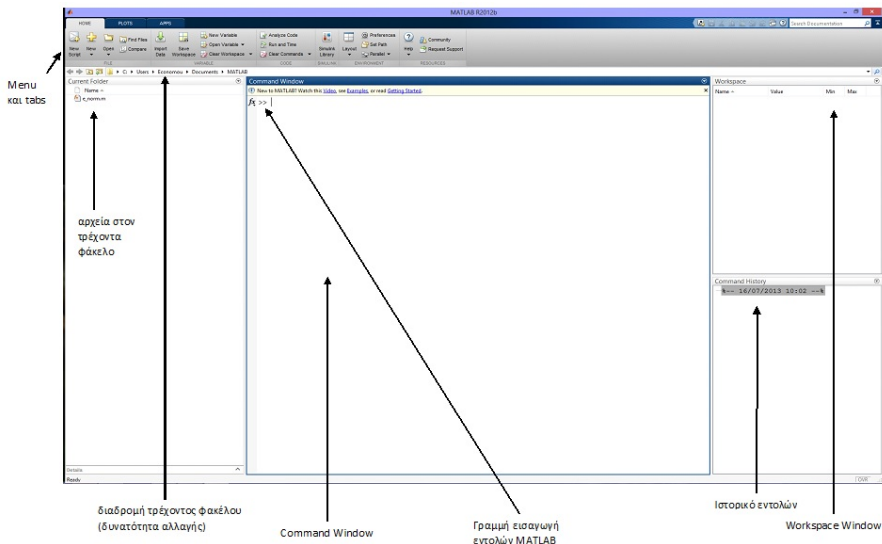 MATLAB R2012b
HOME PLOTS APPS
Search Documentation
New Script
New
Open
Find Files
Compare
Import Data
Save Workspace
New Variable
Open Variable
Clear Workspace
Analyze Code
Run and Time
Clear Commands
Simulink Library
Layout
Preferences
Set Path
Parallel
Help
Community
Request Support
FILE VARIABLE CODE SIMULINK ENVIRONMENT RESOURCES
C: Users Economou Documents MATLAB
Menu
και tabs
Current Folder
Name
e_norm.m
Command Window
New to MATLAB? Watch this Video, see Examples, or read Getting Started.
fx >>
Workspace
Name Value Min Max
αρχεία στον
τρέχοντα
φάκελο
Command History
%-- 16/07/2013 10:02 --%
Details
Ready
OVR
διαδρομή τρέχοντος φακέλου
(δυνατότητα αλλαγής)
Command Window
Γραμμή εισαγωγή
εντολών MATLAB
Ιστορικό εντολών
Workspace Window